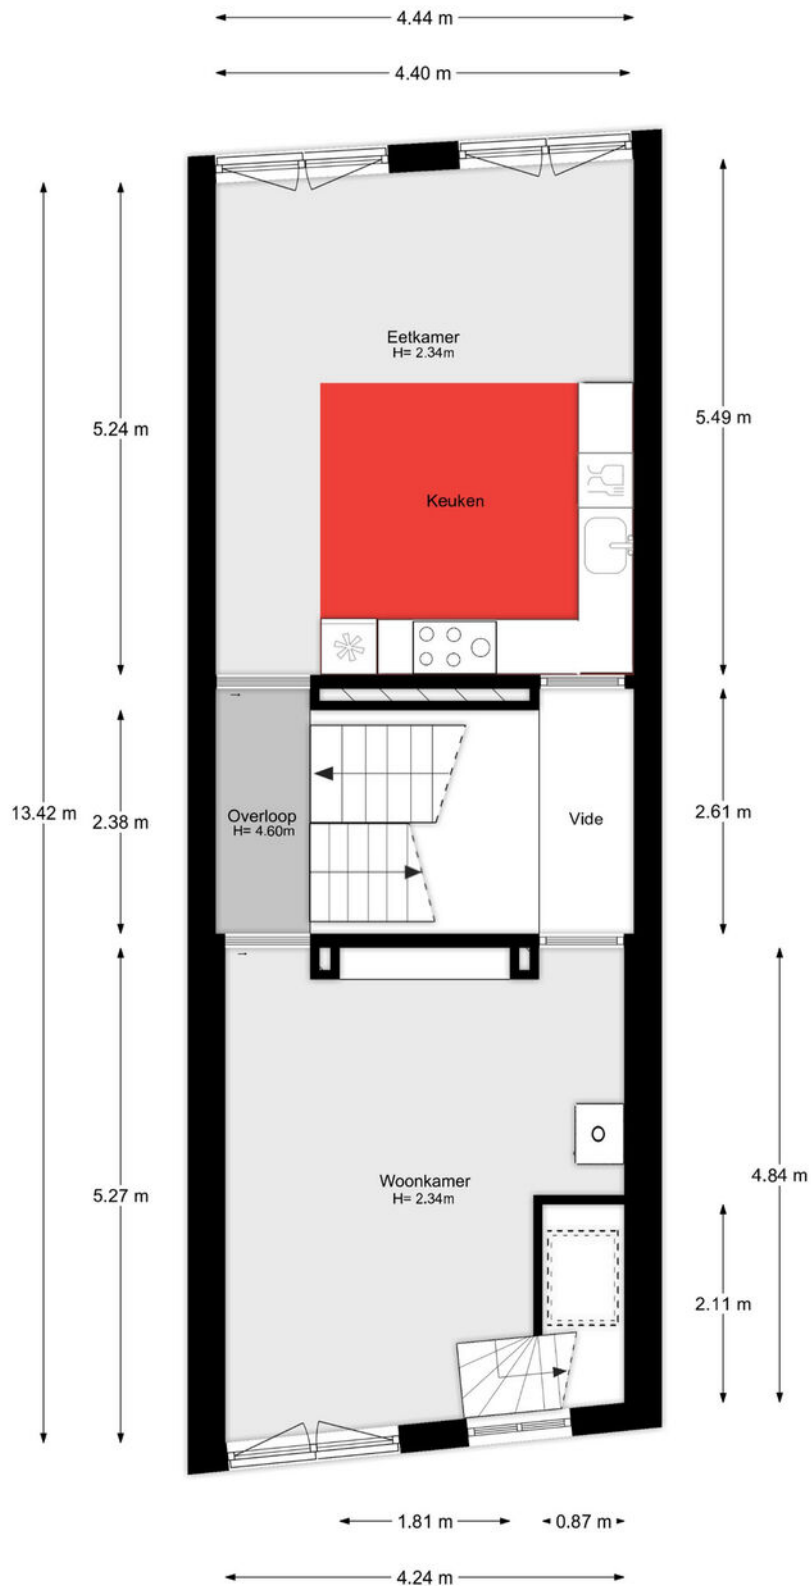 4.44 m
4.40 m
Eetkamer
H= 2.34m
5.24 m
5.49 m
Keuken
13.42 m
2.38 m
Overloop
H= 4.60m
Vide
2.61 m
Woonkamer
H= 2.34m
5.27 m
4.84 m
2.11 m
1.81 m
0.87 m
4.24 m